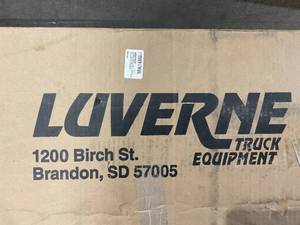 LUVERNE
TRUCK
EQUIPMENT
1200 Birch St.
Brandon, SD 57005